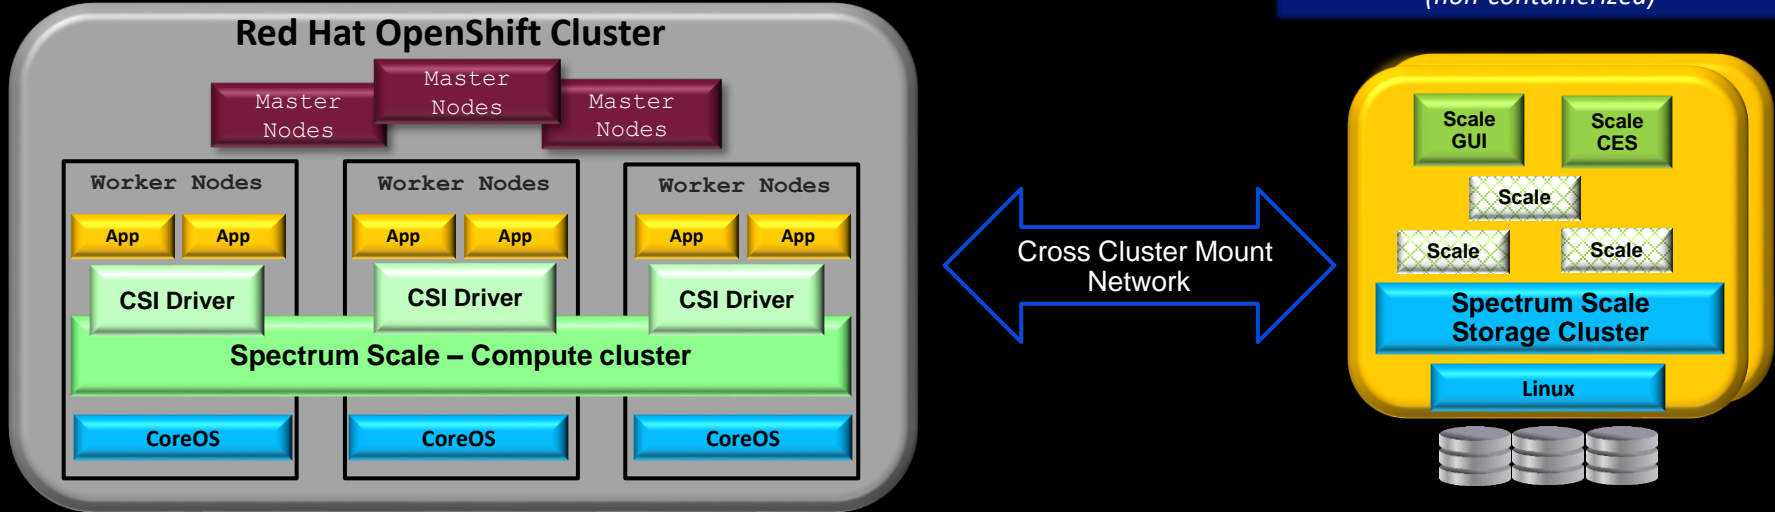 (non-containerized)
Red Hat OpenShift Cluster
Master
Nodes
Master
Nodes
Master
Nodes
Worker Nodes
Worker Nodes
Worker Nodes
App
App
App
App
App
App
CSI Driver
CSI Driver
CSI Driver
Spectrum Scale – Compute cluster
CoreOS
CoreOS
CoreOS
Cross Cluster Mount
Network
Scale
GUI
Scale
CES
Scale
Scale
Scale
Spectrum Scale
Storage Cluster
Linux